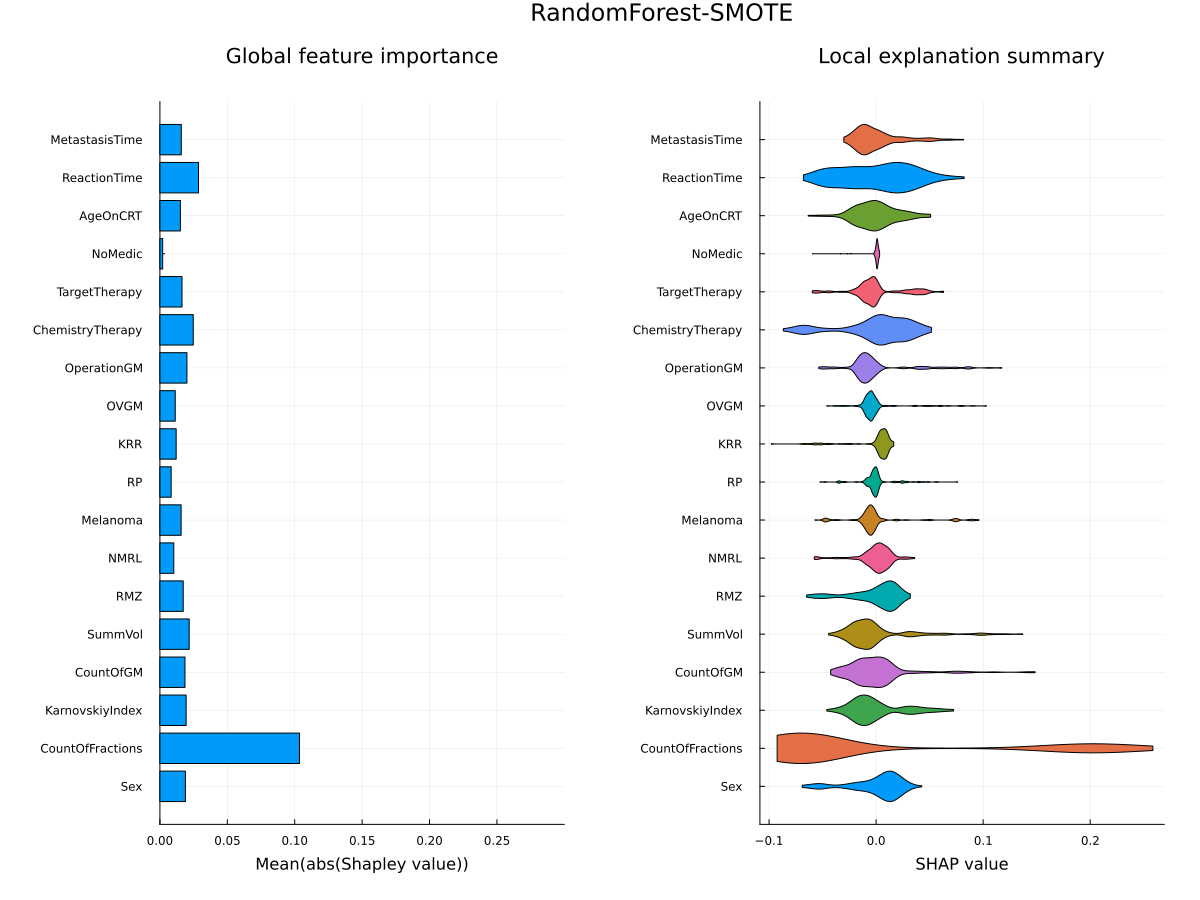 RandomForest-SMOTE
Global feature importance
MetastasisTime
ReactionTime
AgeOnCRT
NoMedic
TargetTherapy
ChemistryTherapy
OperationGM
OVGM
KRR
RP
Melanoma
NMRL
RMZ
SummVol
CountOfGM
KarnovskiyIndex
CountOfFractions
Sex
0.00 0.05 0.10 0.15 0.20 0.25
Mean(abs(Shapley value))
Local explanation summary
MetastasisTime
ReactionTime
AgeOnCRT
NoMedic
TargetTherapy
ChemistryTherapy
OperationGM
OVGM
KRR
RP
Melanoma
NMRL
RMZ
SummVol
CountOfGM
KarnovskiyIndex
CountOfFractions
Sex
−0.1 0.0 0.1 0.2
SHAP value